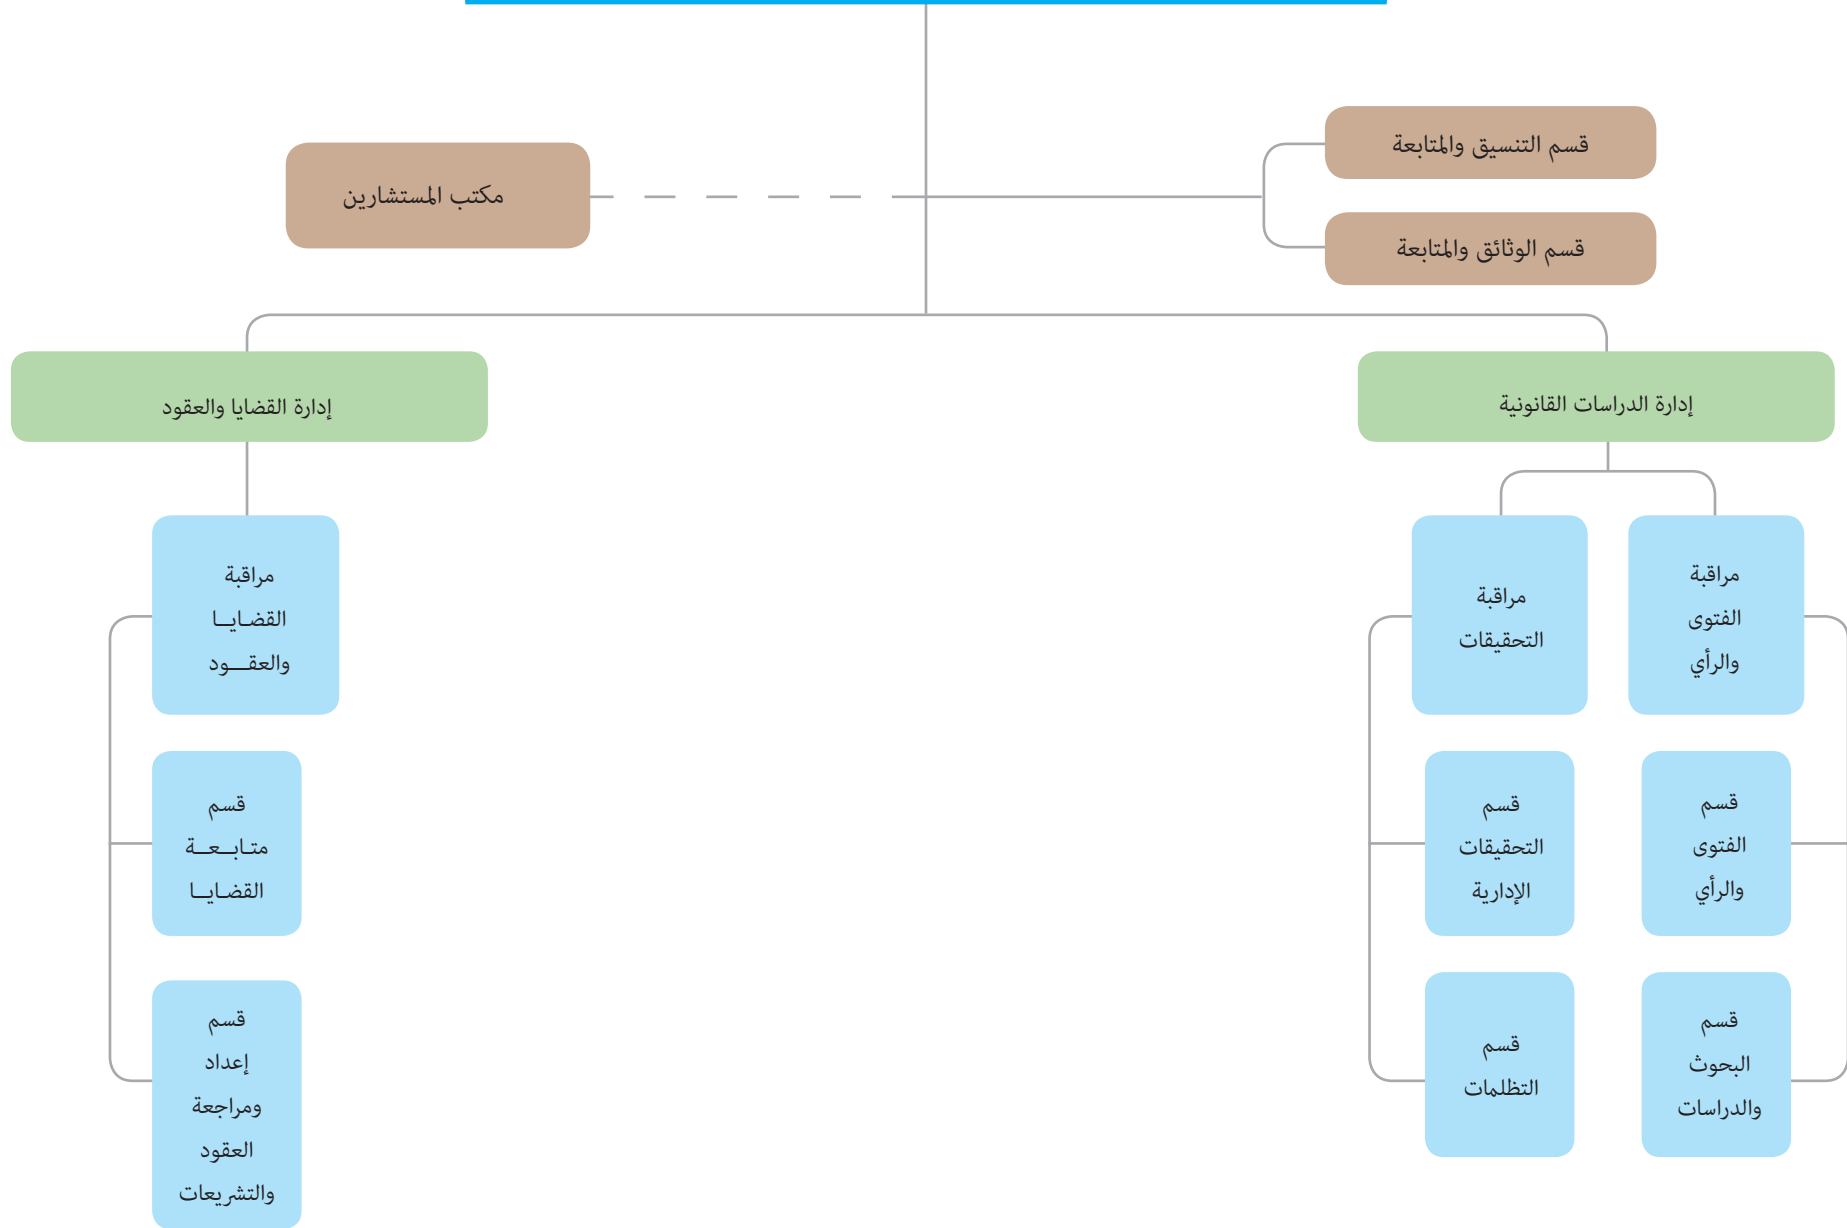 قسم التنسيق والمتابعة
مكتب المستشارين
قسم الوثائق والمتابعة
إدارة الدراسات القانونية
إدارة القضايا والعقود
مراقبة
الفتوى
والرأي
مراقبة
التحقيقات
مراقبة
القضايا
والعقود
قسم
الفتوى
والرأي
قسم
التحقيقات
الإدارية
قسم
متابعة
القضايا
قسم
البحوث
والدراسات
قسم
التظلمات
قسم
إعداد
ومراجعة
العقود
والتشريعات